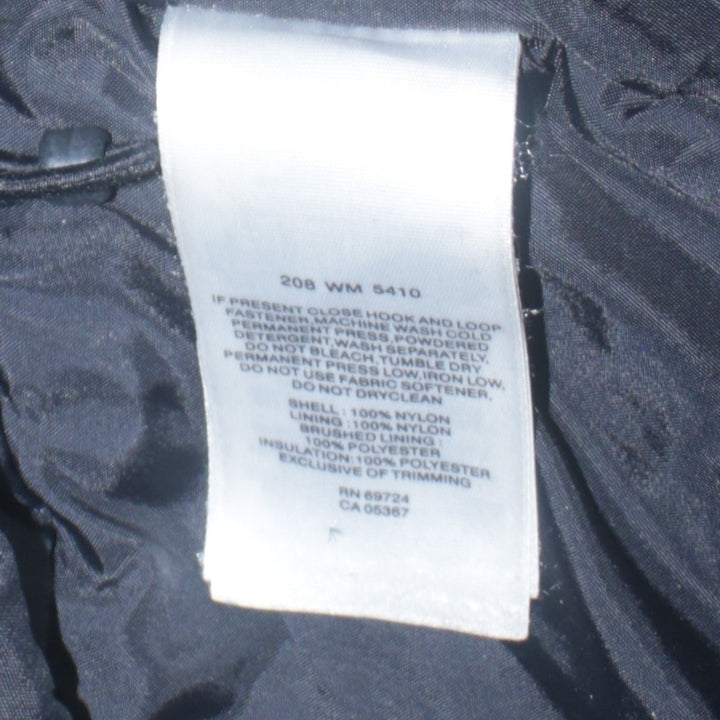 208 WM 5410
IF PRESENT CLOSE HOOK AND LOOP
FASTENER, MACHINE WASH COLD
PERMANENT PRESS, POWDERED
DETERGENT, WASH SEPARATELY,
DO NOT BLEACH, TUMBLE DRY
PERMANENT PRESS LOW, IRON LOW,
DO NOT USE FABRIC SOFTENER,
DO NOT DRYCLEAN
SHELL : 100% NYLON
LINING : 100% NYLON
BRUSHED LINING :
100% POLYESTER
INSULATION: 100% POLYESTER
EXCLUSIVE OF TRIMMING
RN 69724
CA 05367